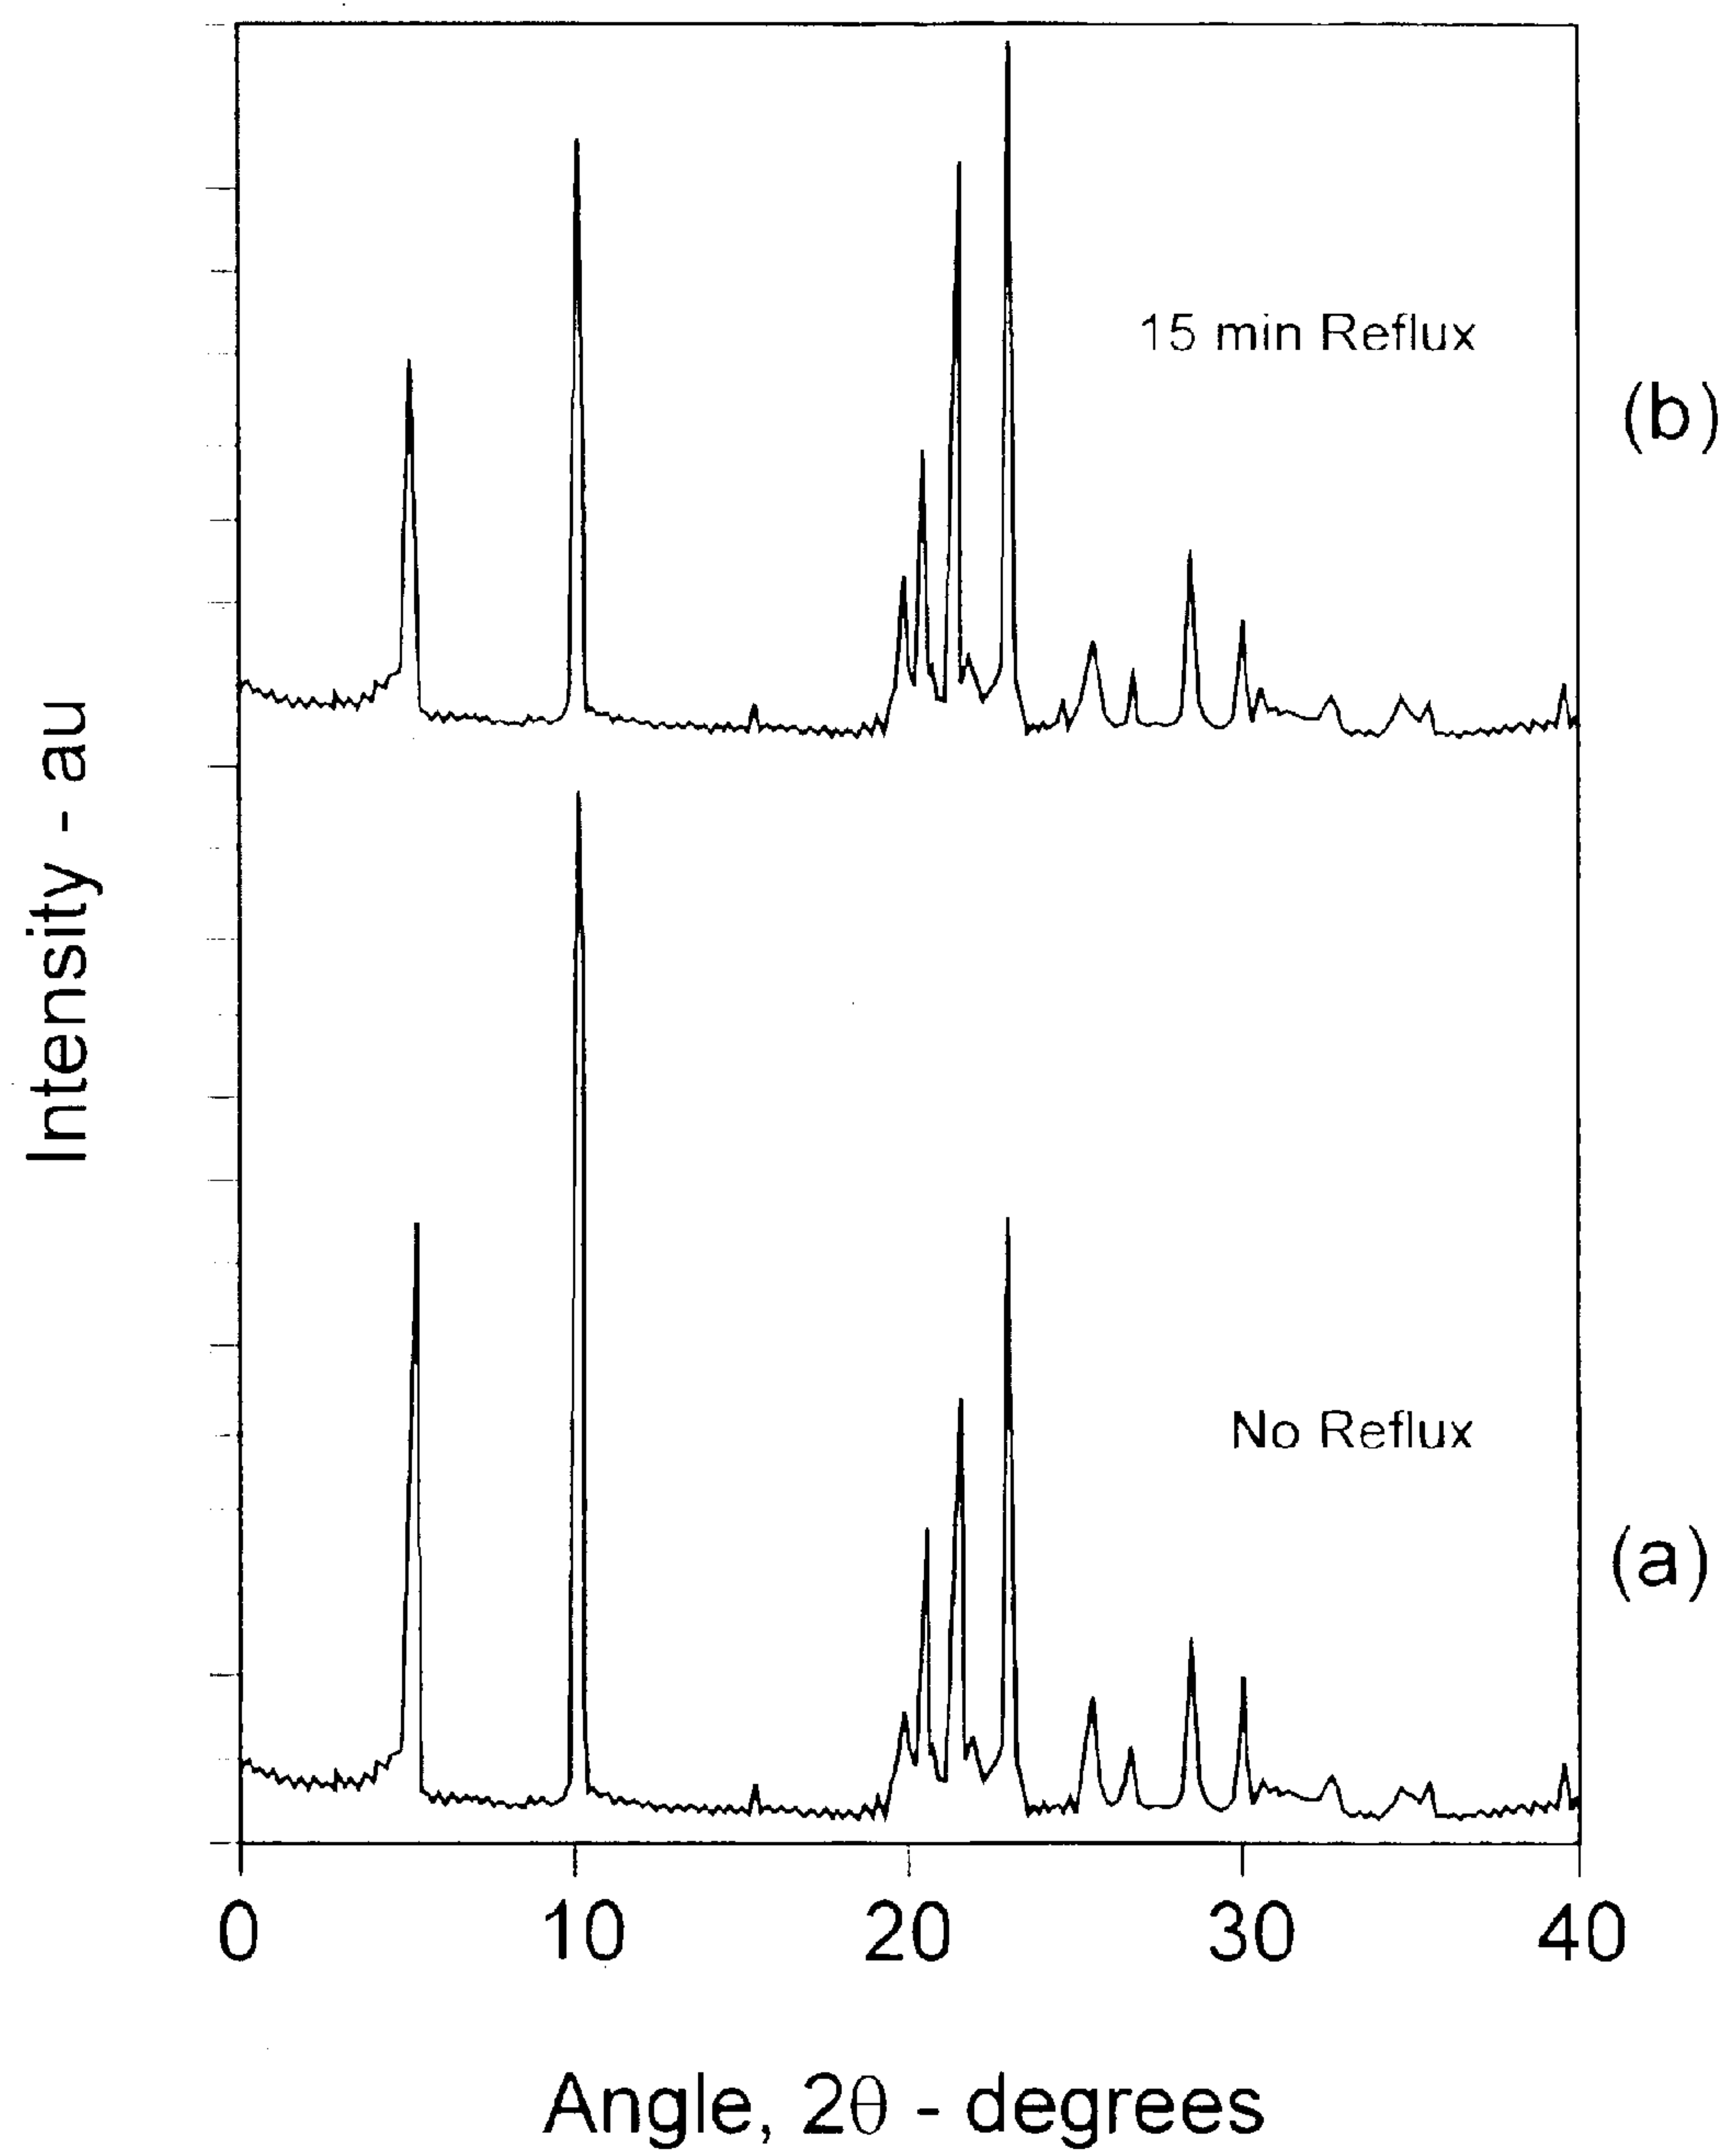 15 min Reflux
(b)
Intensity - au
No Reflux
(a)
0 10 20 30 40
Angle, 2θ - degrees